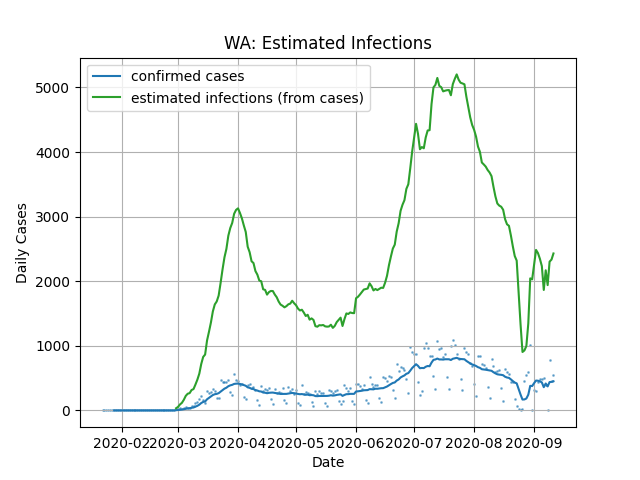 WA: Estimated Infections
confirmed cases
estimated infections (from cases)
Daily Cases
5000
4000
3000
2000
1000
0
2020-02 2020-03 2020-04 2020-05 2020-06 2020-07 2020-08 2020-09
Date